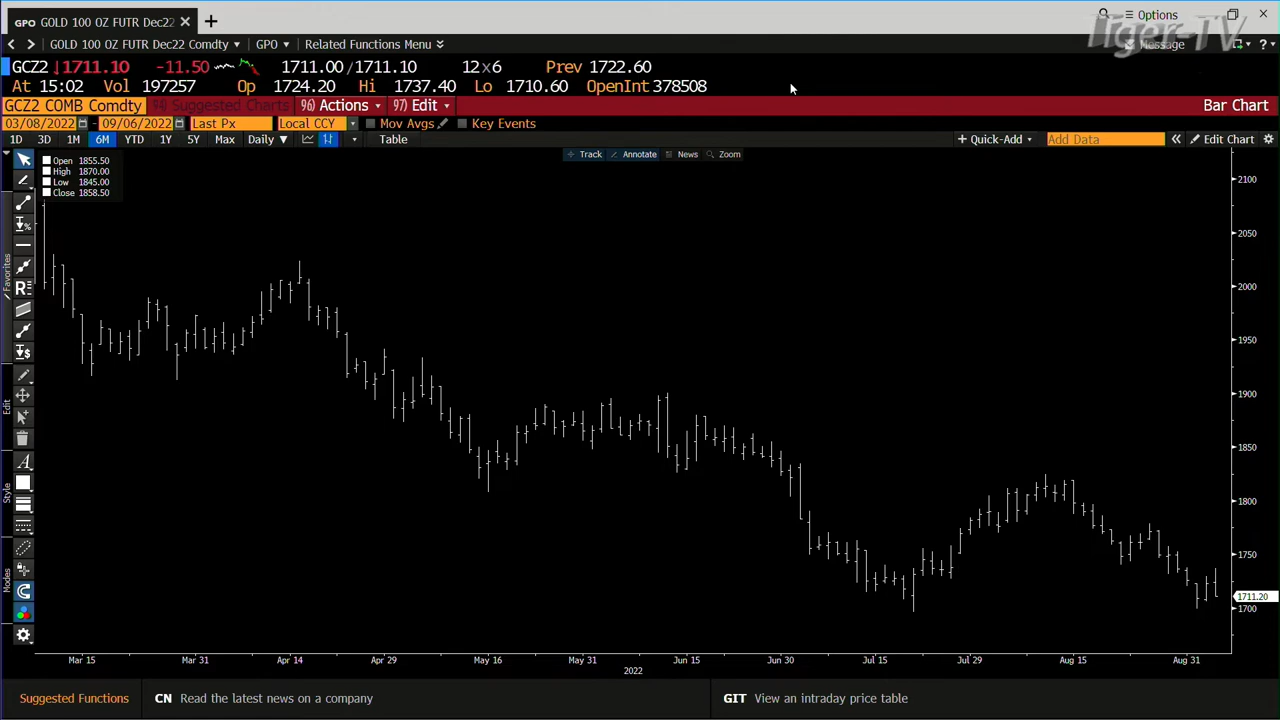 GPO GOLD 100 OZ FUTR Dec22 × +
Options
Tiger-TV
< > GOLD 100 OZ FUTR Dec22 Comdty GPO Related Functions Menu Message ?
GCZ2 ↓1711.10 -11.50 1711.00/1711.10 12×6 Prev 1722.60
At 15:02 Vol 197257 Op 1724.20 Hi 1737.40 Lo 1710.60 OpenInt 378508
GCZ2 COMB Comdty 94) Suggested Charts 96) Actions 97) Edit Bar Chart
03/08/2022 - 09/06/2022 Last Px Local CCY Mov Avgs Key Events
1D 3D 1M 6M YTD 1Y 5Y Max Daily Table + Quick-Add Add Data « Edit Chart
Track Annotate News Zoom
Open 1855.50
High 1870.00
Low 1845.00
Close 1858.50
Favorites
Edit
Style
Modes
2100
2050
2000
1950
1900
1850
1800
1750
1711.20
1700
Mar 15 Mar 31 Apr 14 Apr 29 May 16 May 31 Jun 15 Jun 30 Jul 15 Jul 29 Aug 15 Aug 31
2022
Suggested Functions CN Read the latest news on a company GIT View an intraday price table